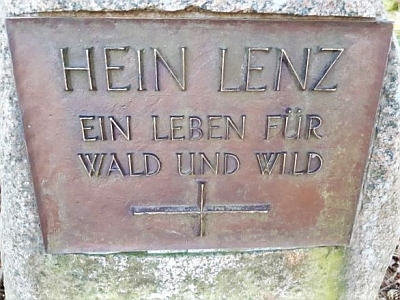 HEIN LENZ
EIN LEBEN FÜR
WALD UND WILD